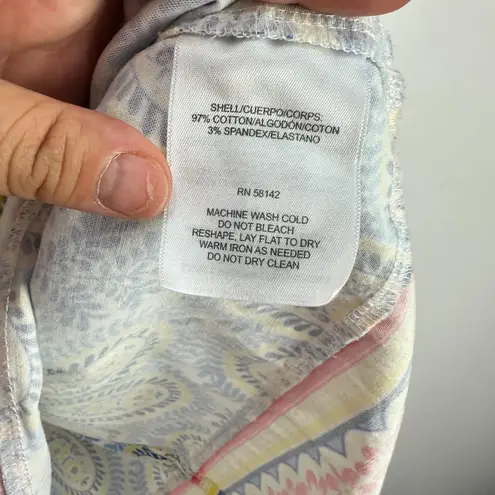 SHELL/CUERPO/CORPS:
97% COTTON/ALGODÓN/COTON
3% SPANDEX/ELASTANO
RN 58142
MACHINE WASH COLD
DO NOT BLEACH
RESHAPE, LAY FLAT TO DRY
WARM IRON AS NEEDED
DO NOT DRY CLEAN